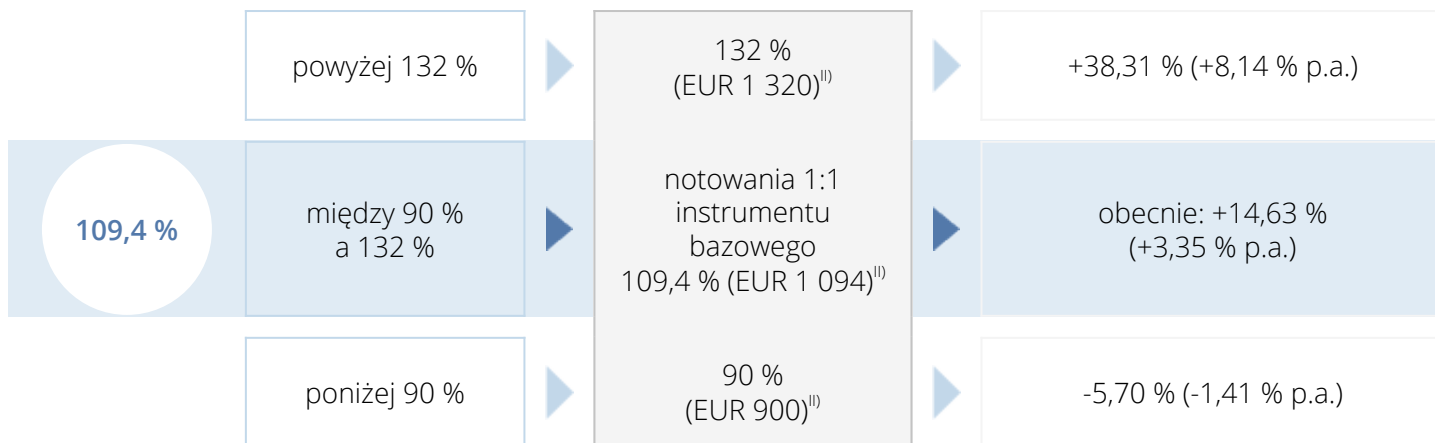 powyżej 132 %
132 %
(EUR 1 320)II)
+38,31 % (+8,14 % p.a.)
109,4 %
między 90 %
a 132 %
notowania 1:1
instrumentu
bazowego
109,4 % (EUR 1 094)II)
obecnie: +14,63 %
(+3,35 % p.a.)
poniżej 90 %
90 %
(EUR 900)II)
-5,70 % (-1,41 % p.a.)